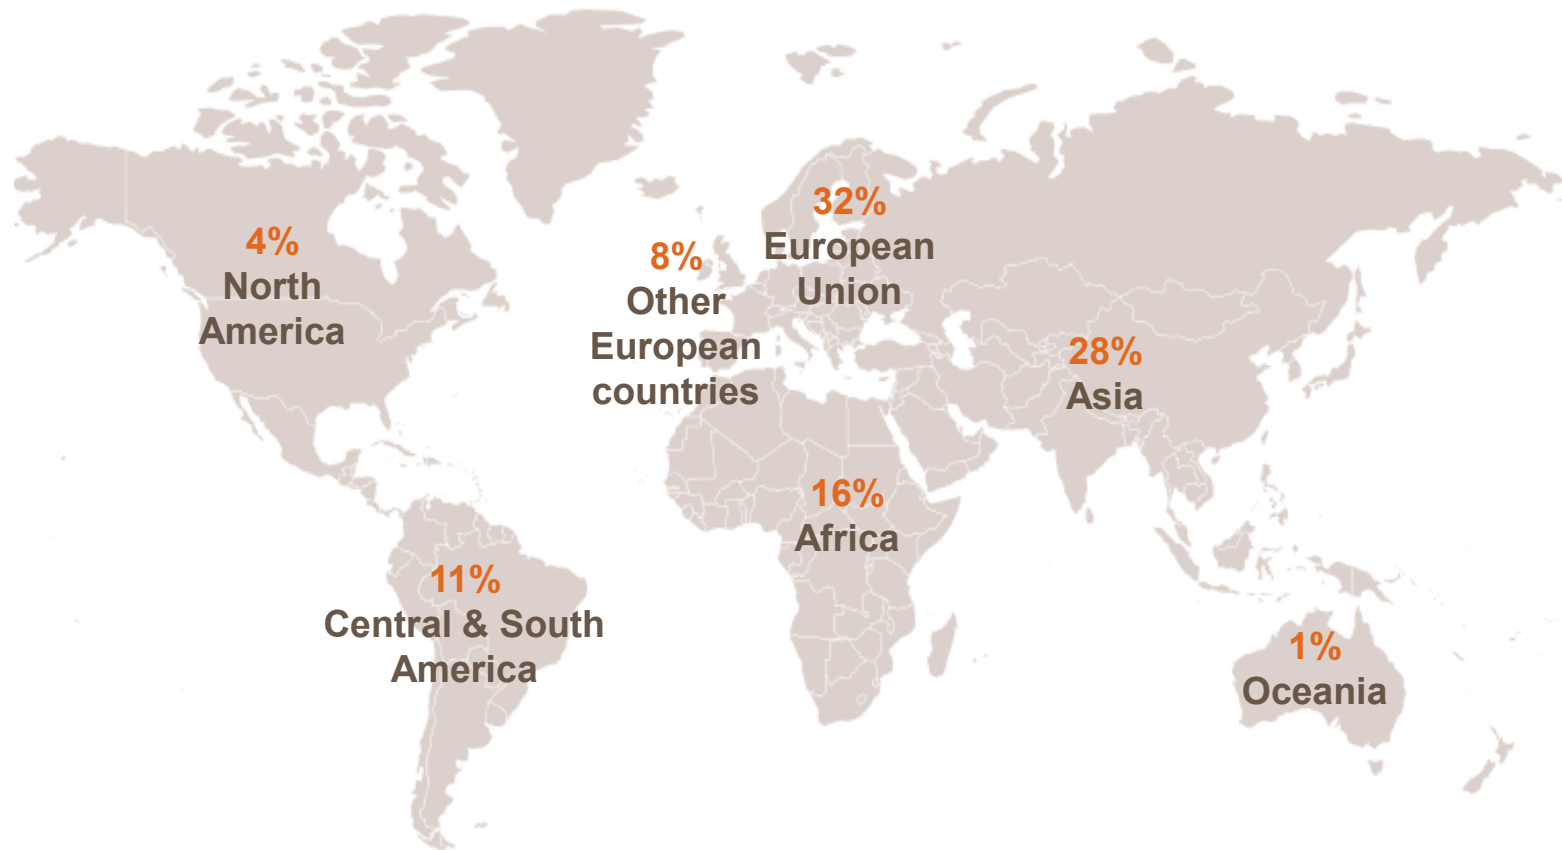 32%
European
Union
4%
North
America
8%
Other
European
countries
28%
Asia
16%
Africa
11%
Central & South
America
1%
Oceania